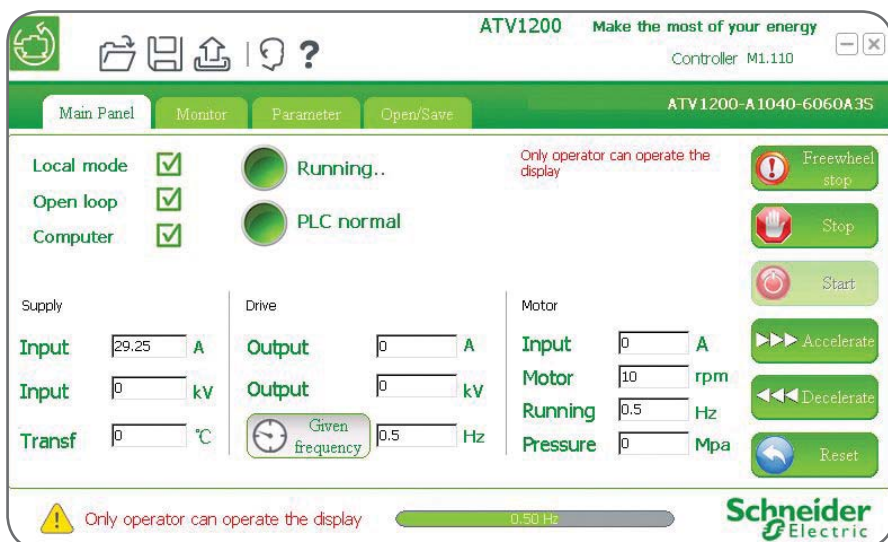 ATV1200 Make the most of your energy
?
Controller M1.110
Main Panel Monitor Parameter Open/Save
ATV1200-A1040-6060A3S
Local mode
Open loop
Computer
Running..
PLC normal
Only operator can operate the
display
Freewheel
stop
Stop
Start
Accelerate
Decelerate
Reset
Supply
Input 29.25 A
Input 0 kV
Transf 0 °C
Drive
Output 0 A
Output 0 kV
Given
frequency 0.5 Hz
Motor
Input 0 A
Motor 10 rpm
Running 0.5 Hz
Pressure 0 Mpa
Only operator can operate the display
0.50 Hz
Schneider
Electric